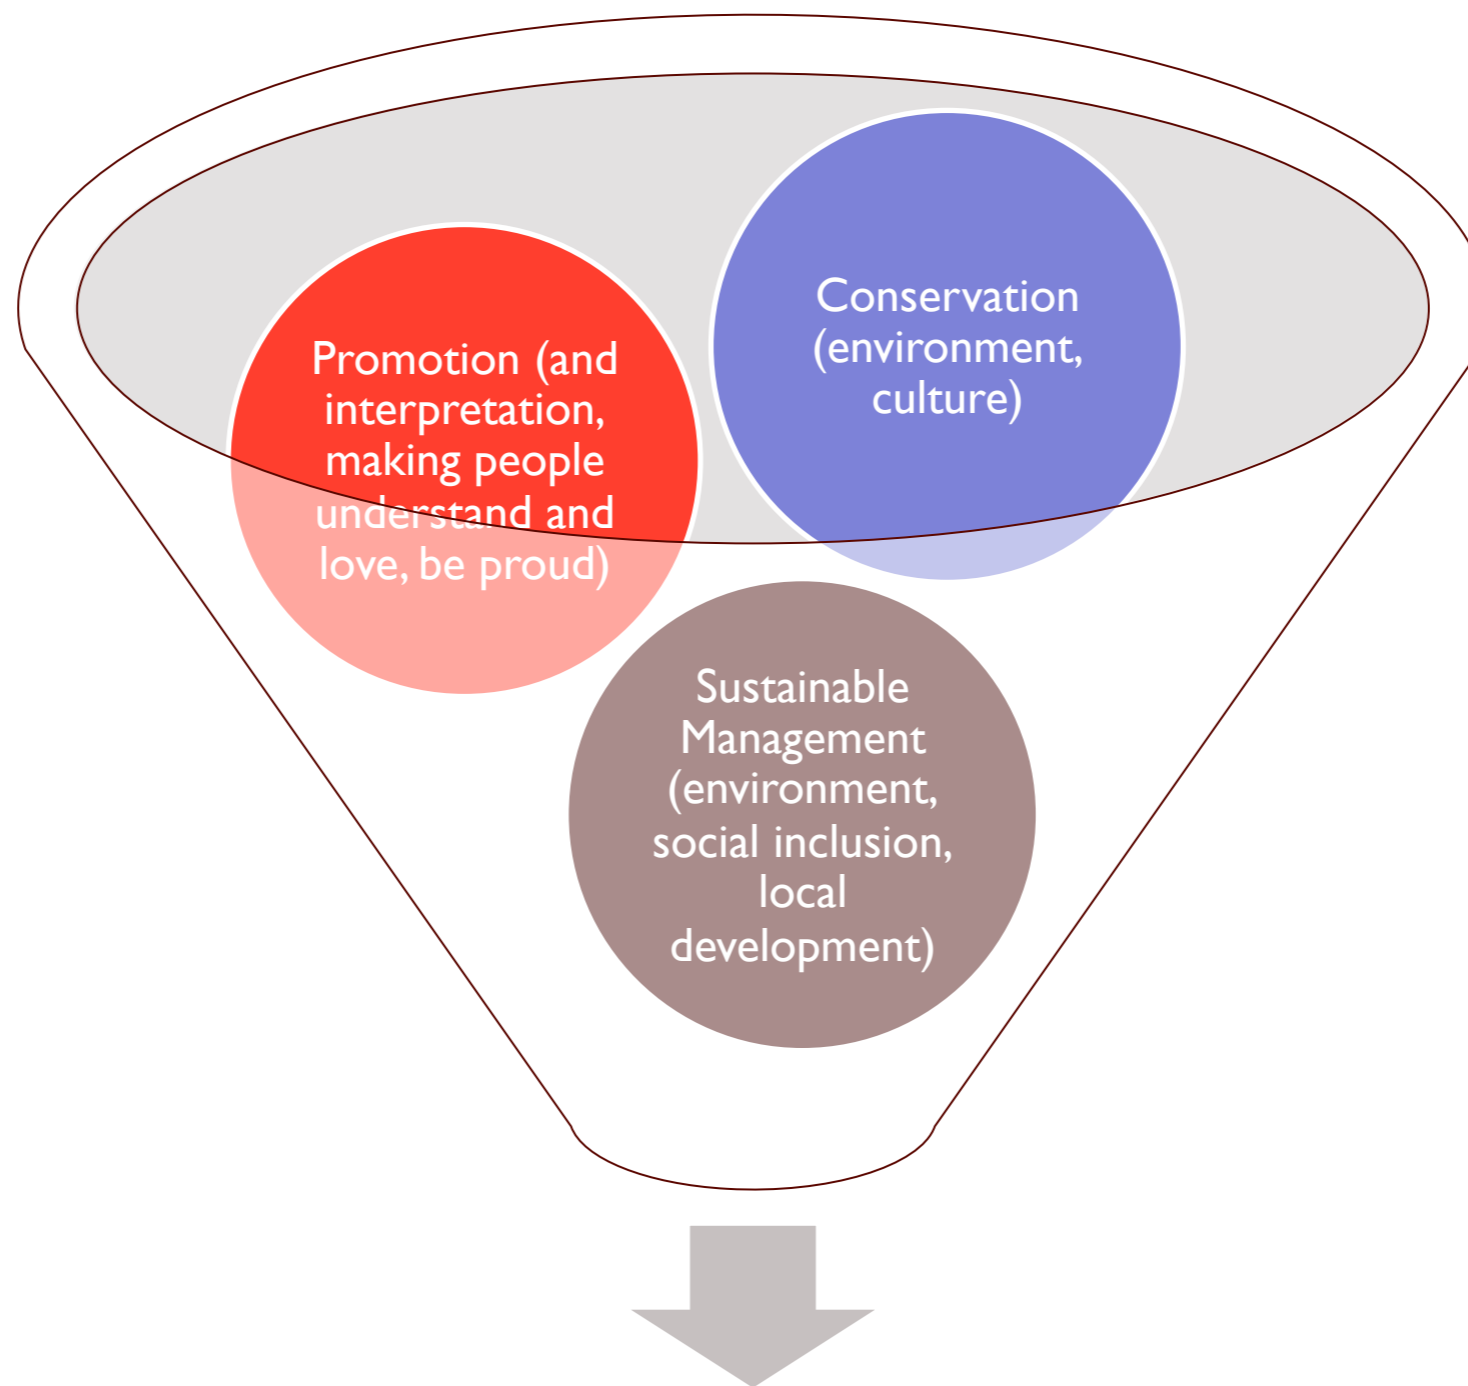 Promotion (and
interpretation,
making people
understand and
love, be proud)
Conservation
(environment,
culture)
Sustainable
Management
(environment,
social inclusion,
local
development)